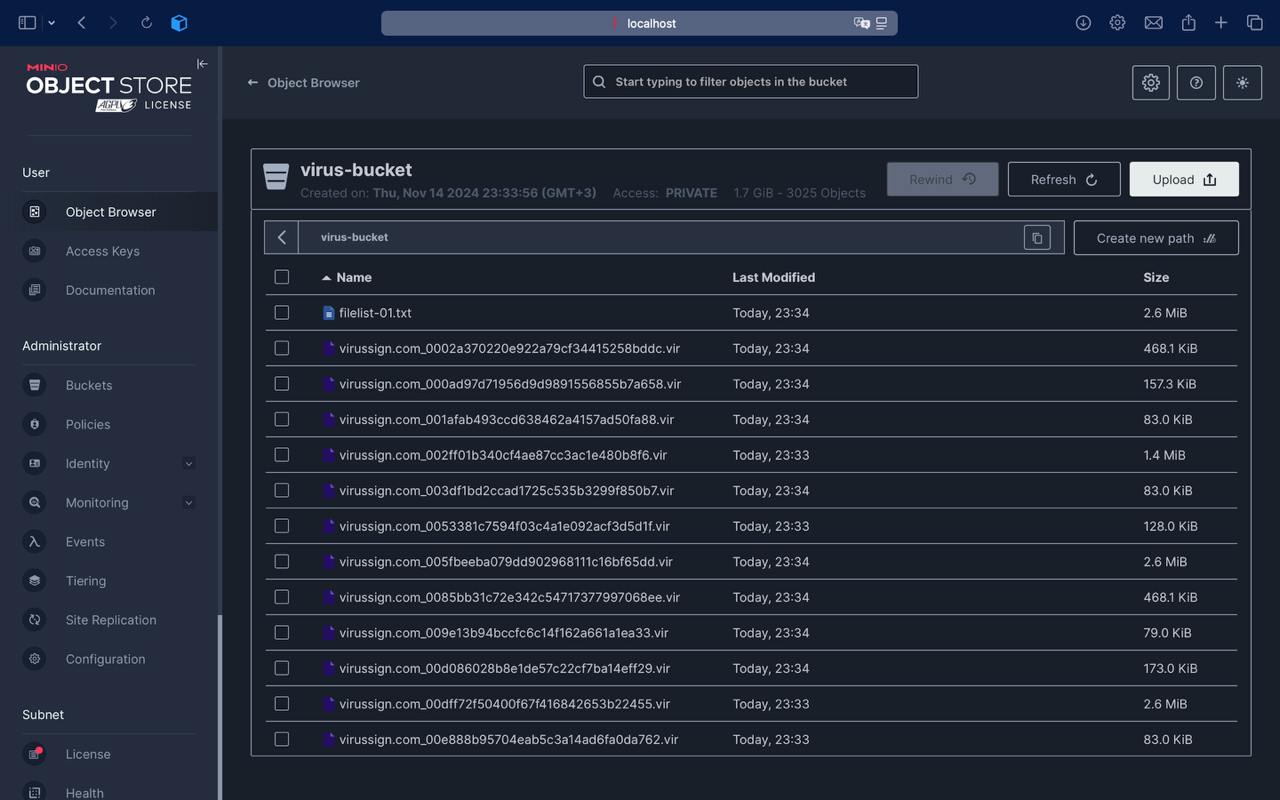 localhost
MINIO
OBJECT STORE
AGPLv3 LICENSE
User
Object Browser
Access Keys
Documentation
Administrator
Buckets
Policies
Identity
Monitoring
Events
Tiering
Site Replication
Configuration
Subnet
License
Health
Object Browser
Start typing to filter objects in the bucket
virus-bucket
Created on: Thu, Nov 14 2024 23:33:56 (GMT+3) Access: PRIVATE 1.7 GiB - 3025 Objects
Rewind
Refresh
Upload
virus-bucket
Create new path
Name Last Modified Size
filelist-01.txt Today, 23:34 2.6 MiB
virussign.com_0002a370220e922a79cf34415258bddc.vir Today, 23:34 468.1 KiB
virussign.com_000ad97d71956d9d9891556855b7a658.vir Today, 23:34 157.3 KiB
virussign.com_001afab493ccd638462a4157ad50fa88.vir Today, 23:34 83.0 KiB
virussign.com_002ff01b340cf4ae87cc3ac1e480b8f6.vir Today, 23:33 1.4 MiB
virussign.com_003df1bd2ccad1725c535b3299f850b7.vir Today, 23:34 83.0 KiB
virussign.com_0053381c7594f03c4a1e092acf3d5d1f.vir Today, 23:33 128.0 KiB
virussign.com_005fbeeba079dd902968111c16bf65dd.vir Today, 23:34 2.6 MiB
virussign.com_0085bb31c72e342c54717377997068ee.vir Today, 23:34 468.1 KiB
virussign.com_009e13b94bccfc6c14f162a661a1ea33.vir Today, 23:34 79.0 KiB
virussign.com_00d086028b8e1de57c22cf7ba14eff29.vir Today, 23:34 173.0 KiB
virussign.com_00dff72f50400f67f416842653b22455.vir Today, 23:33 2.6 MiB
virussign.com_00e888b95704eab5c3a14ad6fa0da762.vir Today, 23:33 83.0 KiB